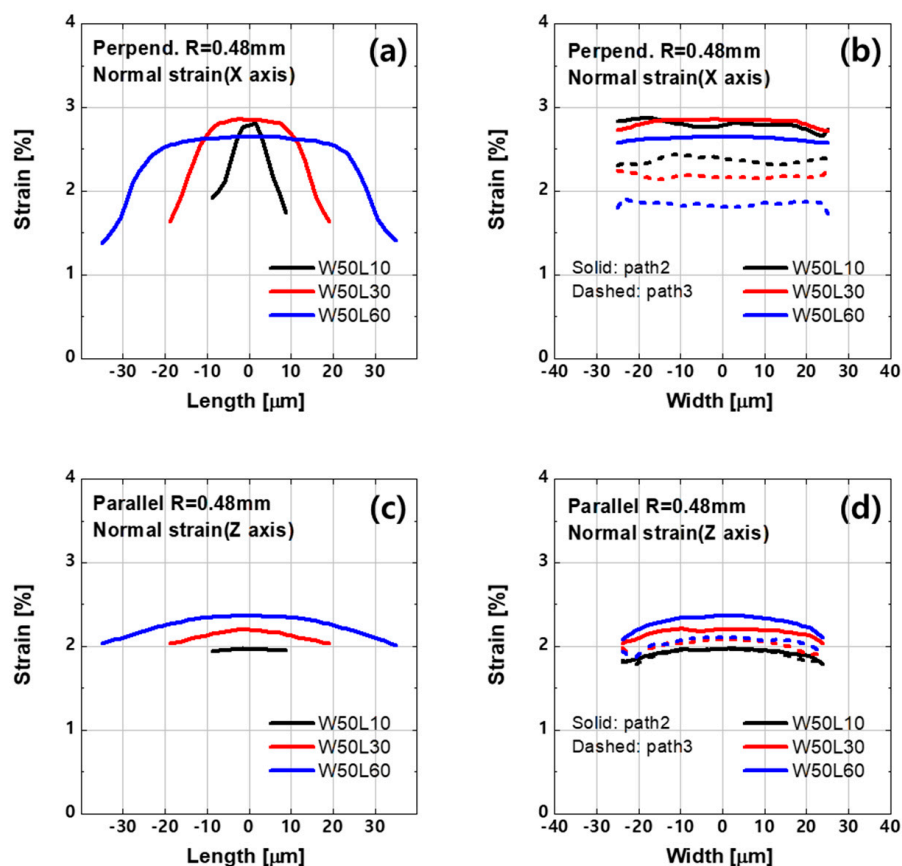 4
3
2
1
0
Strain [%]
Perpend. R=0.48mm
Normal strain(X axis)
(a)
W50L10
W50L30
W50L60
-30 -20 -10 0 10 20 30
Length [μm]
4
3
2
1
0
Strain [%]
Perpend. R=0.48mm
Normal strain(X axis)
(b)
Solid: path2
Dashed: path3
W50L10
W50L30
W50L60
-40 -30 -20 -10 0 10 20 30 40
Width [μm]
4
3
2
1
0
Strain [%]
Parallel R=0.48mm
Normal strain(Z axis)
(c)
W50L10
W50L30
W50L60
-30 -20 -10 0 10 20 30
Length [μm]
4
3
2
1
0
Strain [%]
Parallel R=0.48mm
Normal strain(Z axis)
(d)
Solid: path2
Dashed: path3
W50L10
W50L30
W50L60
-40 -30 -20 -10 0 10 20 30 40
Width [μm]